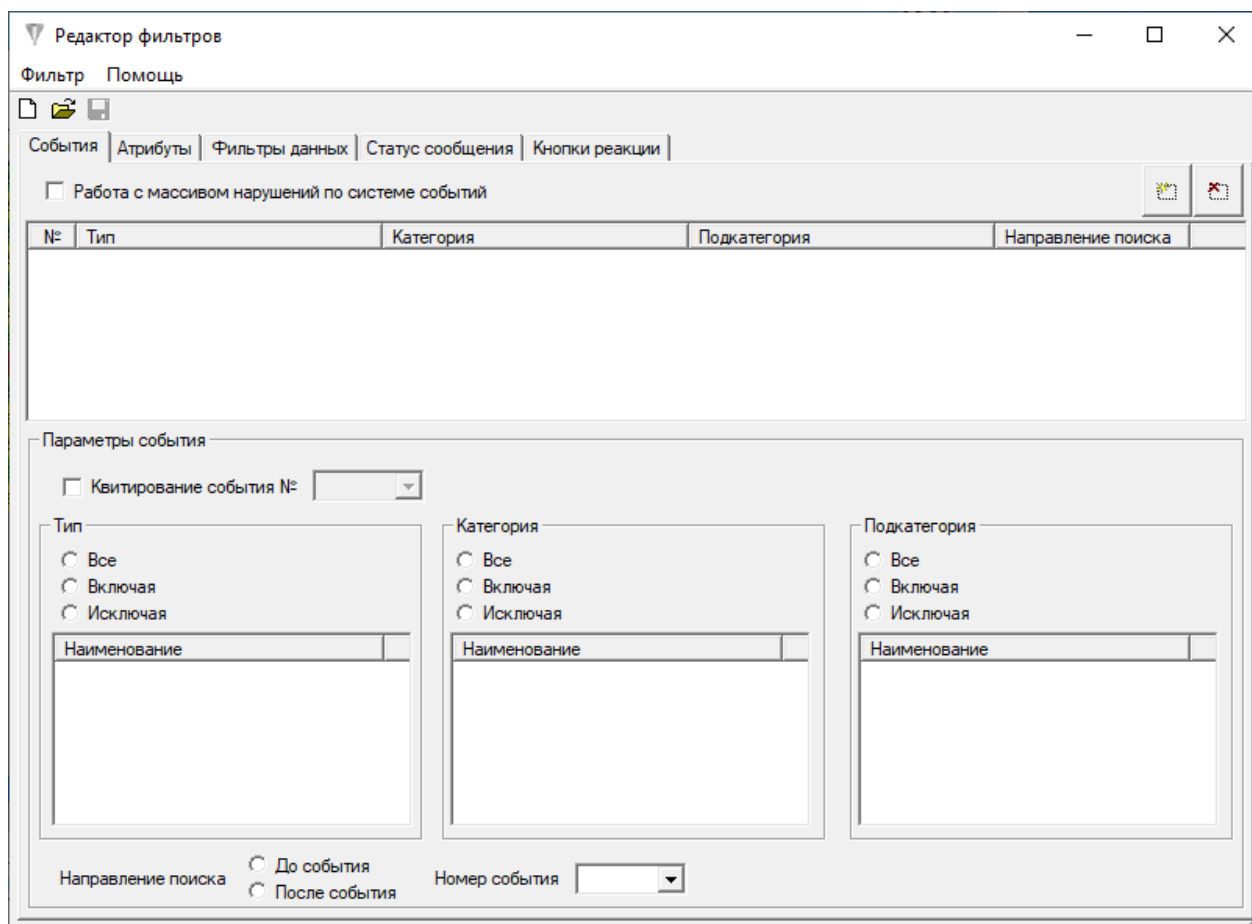 Редактор фильтров
Фильтр Помощь
События Атрибуты Фильтры данных Статус сообщения Кнопки реакции
Работа с массивом нарушений по системе событий
№ Тип Категория Подкатегория Направление поиска
Параметры события
Квитирование события №
Тип Категория Подкатегория
Все Все Все
Включая Включая Включая
Исключая Исключая Исключая
Наименование Наименование Наименование
До события
Направление поиска Номер события
После события